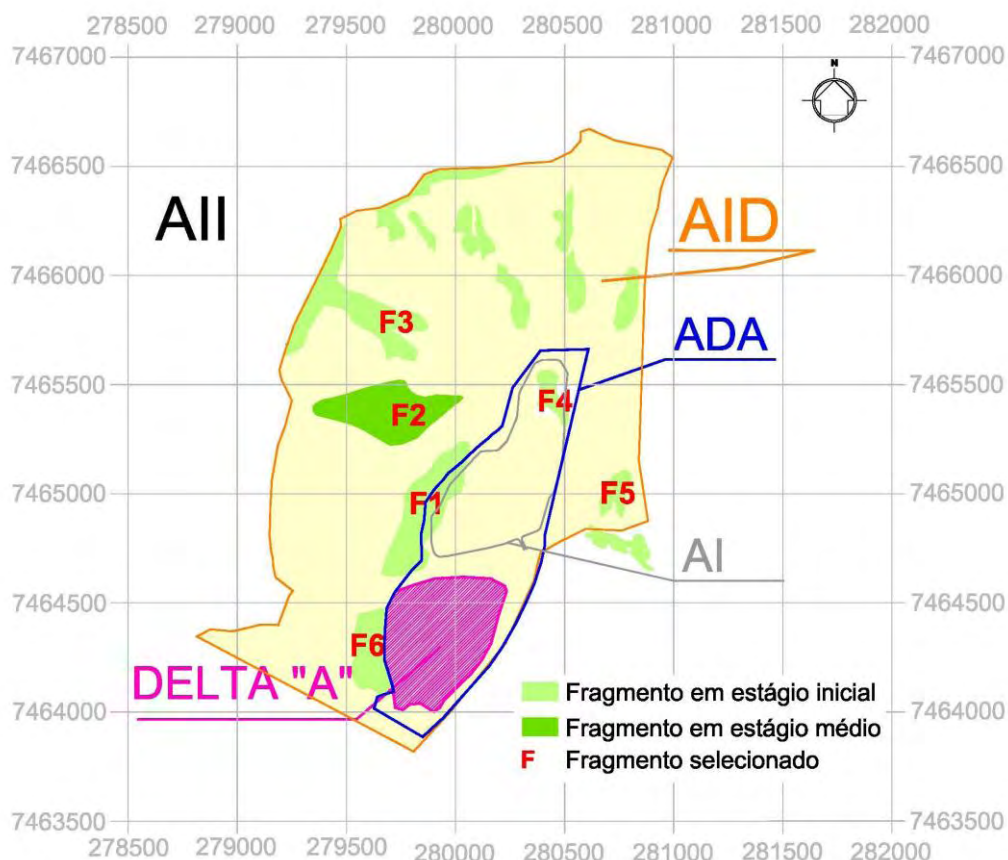 278500 279000 279500 280000 280500 281000 281500 282000
7467000 7467000
N
7466500 7466500
AII
AID
7466000 7466000
F3
ADA
7465500 7465500
F4
F2
7465000 F1 F5 7465000
AI
7464500 7464500
F6
DELTA "A"
Fragmento em estágio inicial
7464000 7464000
Fragmento em estágio médio
F Fragmento selecionado
7463500 7463500
278500 279000 279500 280000 280500 281000 281500 282000